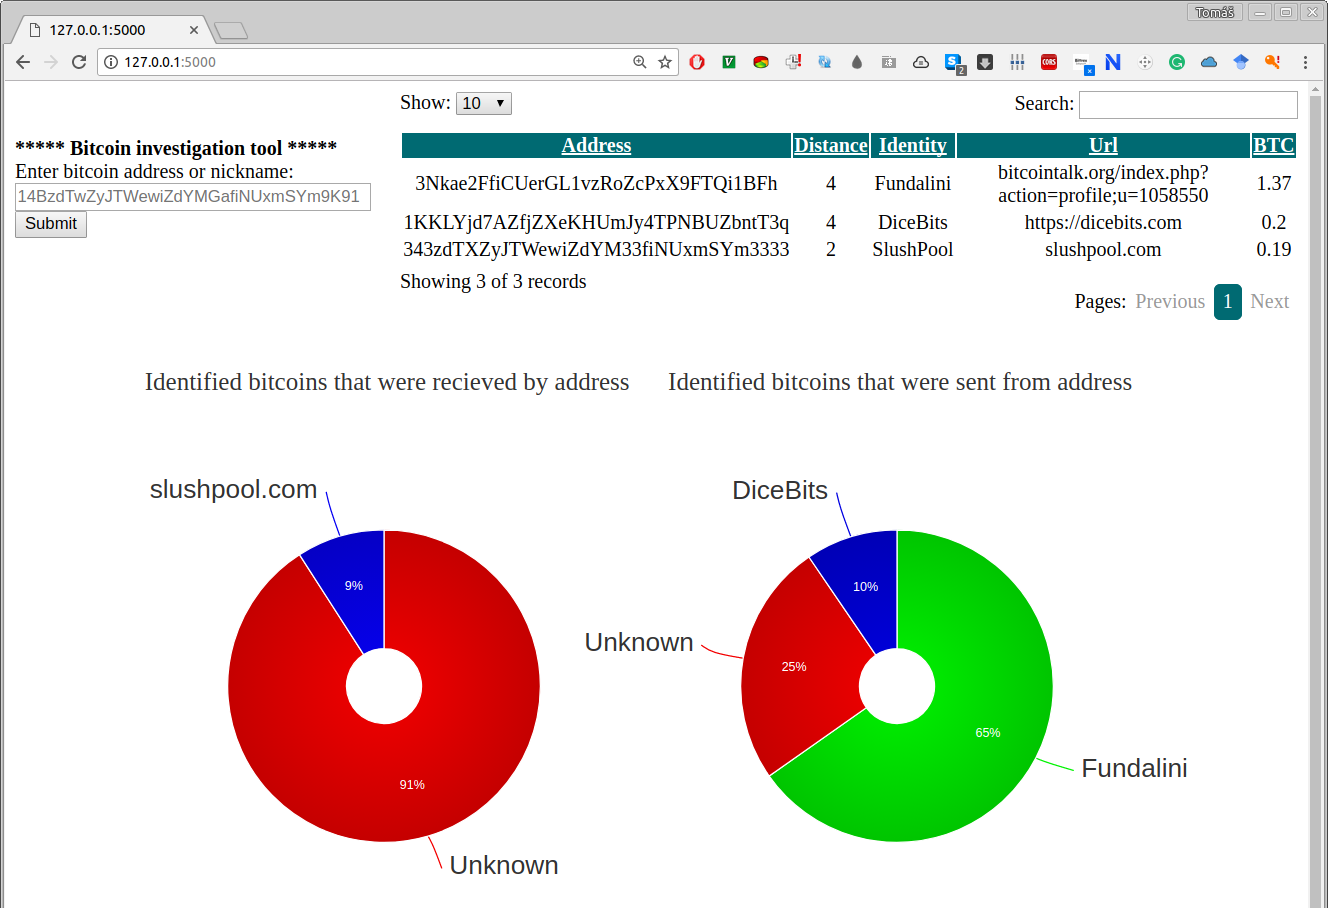 Tomáš
127.0.0.1:5000
127.0.0.1:5000
2
CORS
Show: 10
Search:
***** Bitcoin investigation tool *****
Enter bitcoin address or nickname:
14BzdTwZyJTWewiZdYMGafiNUxmSYm9K91
Submit
Address Distance Identity Url BTC
3Nkae2FfiCUerGL1vzRoZcPxX9FTQi1BFh 4 Fundalini bitcointalk.org/index.php?action=profile;u=1058550 1.37
1KKLYjd7AZfjZXeKHUmJy4TPNBUZbntT3q 4 DiceBits https://dicebits.com 0.2
343zdTXZyJTWewiZdYM33fiNUxmSYm3333 2 SlushPool slushpool.com 0.19
Showing 3 of 3 records
Pages: Previous 1 Next
Identified bitcoins that were recieved by address
Identified bitcoins that were sent from address
slushpool.com
9%
91%
Unknown
DiceBits
10%
Unknown
25%
65%
Fundalini